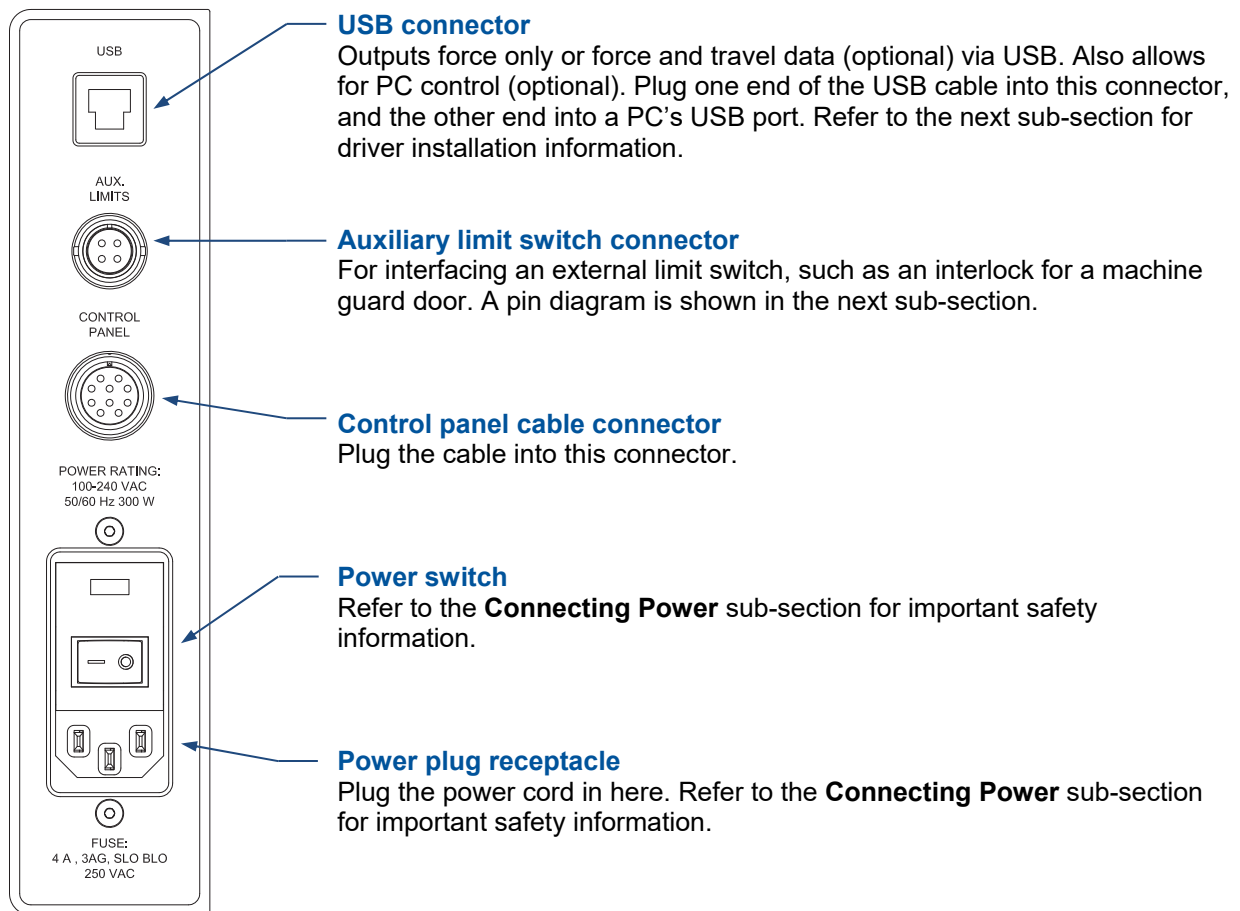 USB
AUX.
LIMITS
CONTROL
PANEL
POWER RATING:
100-240 VAC
50/60 Hz 300 W
FUSE:
4 A , 3AG, SLO BLO
250 VAC
USB connector
Outputs force only or force and travel data (optional) via USB. Also allows
for PC control (optional). Plug one end of the USB cable into this connector,
and the other end into a PC’s USB port. Refer to the next sub-section for
driver installation information.
Auxiliary limit switch connector
For interfacing an external limit switch, such as an interlock for a machine
guard door. A pin diagram is shown in the next sub-section.
Control panel cable connector
Plug the cable into this connector.
Power switch
Refer to the Connecting Power sub-section for important safety
information.
Power plug receptacle
Plug the power cord in here. Refer to the Connecting Power sub-section
for important safety information.